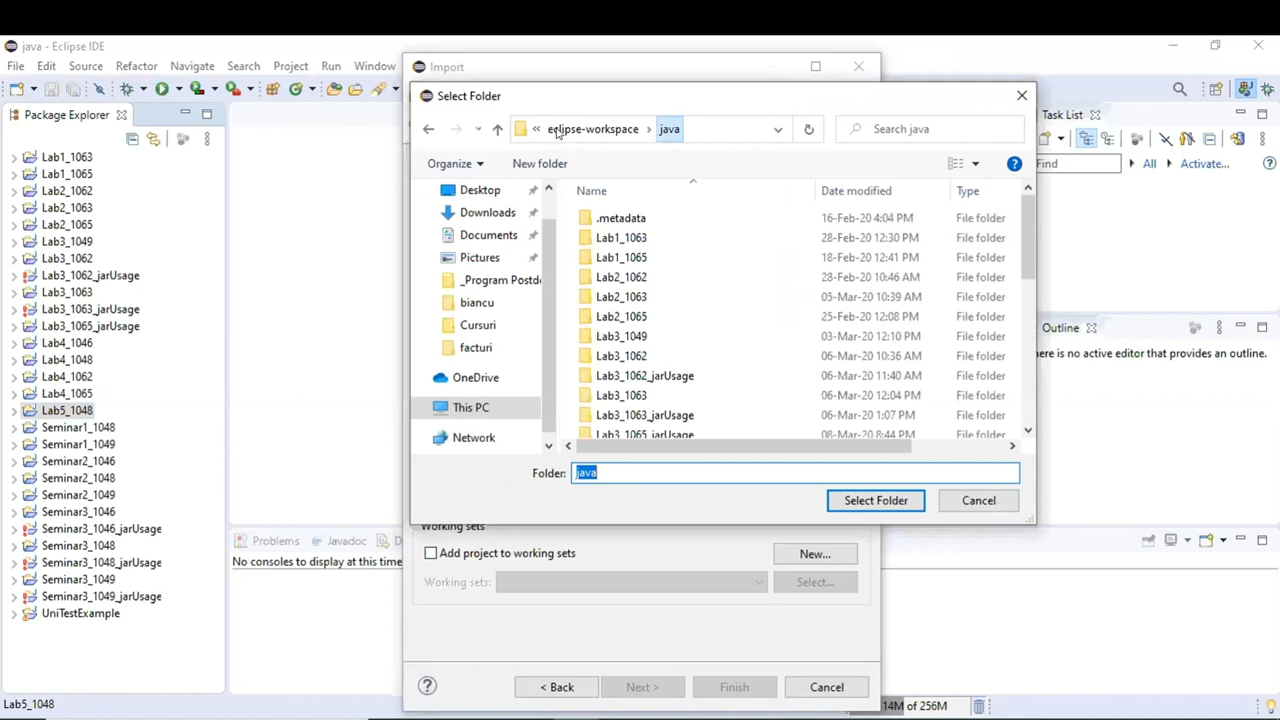 java - Eclipse IDE
File Edit Source Refactor Navigate Search Project Run Window
Package Explorer
Lab1_1063
Lab1_1065
Lab2_1062
Lab2_1063
Lab2_1065
Lab3_1049
Lab3_1062
Lab3_1062_jarUsage
Lab3_1063
Lab3_1063_jarUsage
Lab3_1065_jarUsage
Lab4_1046
Lab4_1048
Lab4_1062
Lab4_1065
Lab5_1048
Seminar1_1048
Seminar1_1049
Seminar2_1046
Seminar2_1048
Seminar2_1049
Seminar3_1046
Seminar3_1046_jarUsage
Seminar3_1048
Seminar3_1048_jarUsage
Seminar3_1049
Seminar3_1049_jarUsage
UniTestExample
Lab5_1048
Import
Select Folder
« eclipse-workspace › java
Search java
Organize New folder
Desktop
Downloads
Documents
Pictures
_Program Postd
biancu
Cursuri
facturi
OneDrive
This PC
Network
Name Date modified Type
.metadata 16-Feb-20 4:04 PM File folder
Lab1_1063 28-Feb-20 12:30 PM File folder
Lab1_1065 18-Feb-20 12:41 PM File folder
Lab2_1062 28-Feb-20 10:46 AM File folder
Lab2_1063 05-Mar-20 10:39 AM File folder
Lab2_1065 25-Feb-20 12:08 PM File folder
Lab3_1049 03-Mar-20 12:10 PM File folder
Lab3_1062 06-Mar-20 10:36 AM File folder
Lab3_1062_jarUsage 06-Mar-20 11:40 AM File folder
Lab3_1063 06-Mar-20 12:04 PM File folder
Lab3_1063_jarUsage 06-Mar-20 1:07 PM File folder
Lab3_1065_jarUsage 08-Mar-20 8:44 PM File folder
Folder: java
Select Folder Cancel
Working sets
Add project to working sets New...
Working sets: Select...
< Back Next > Finish Cancel
Task List
Find All Activate...
Outline
here is no active editor that provides an outline.
Problems Javadoc D
No consoles to display at this time
14M of 256M